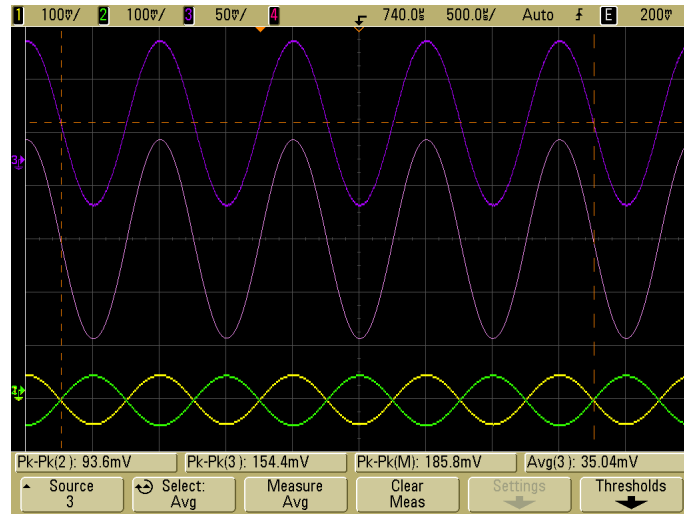 1 100mV/ 2 100mV/ 3 50mV/ 4 740.0µs 500.0µs/ Auto E 200mV
3
Pk-Pk(2): 93.6mV Pk-Pk(3): 154.4mV Pk-Pk(M): 185.8mV Avg(3): 35.04mV
Source Select: Measure Clear Settings Thresholds
3 Avg Avg Meas